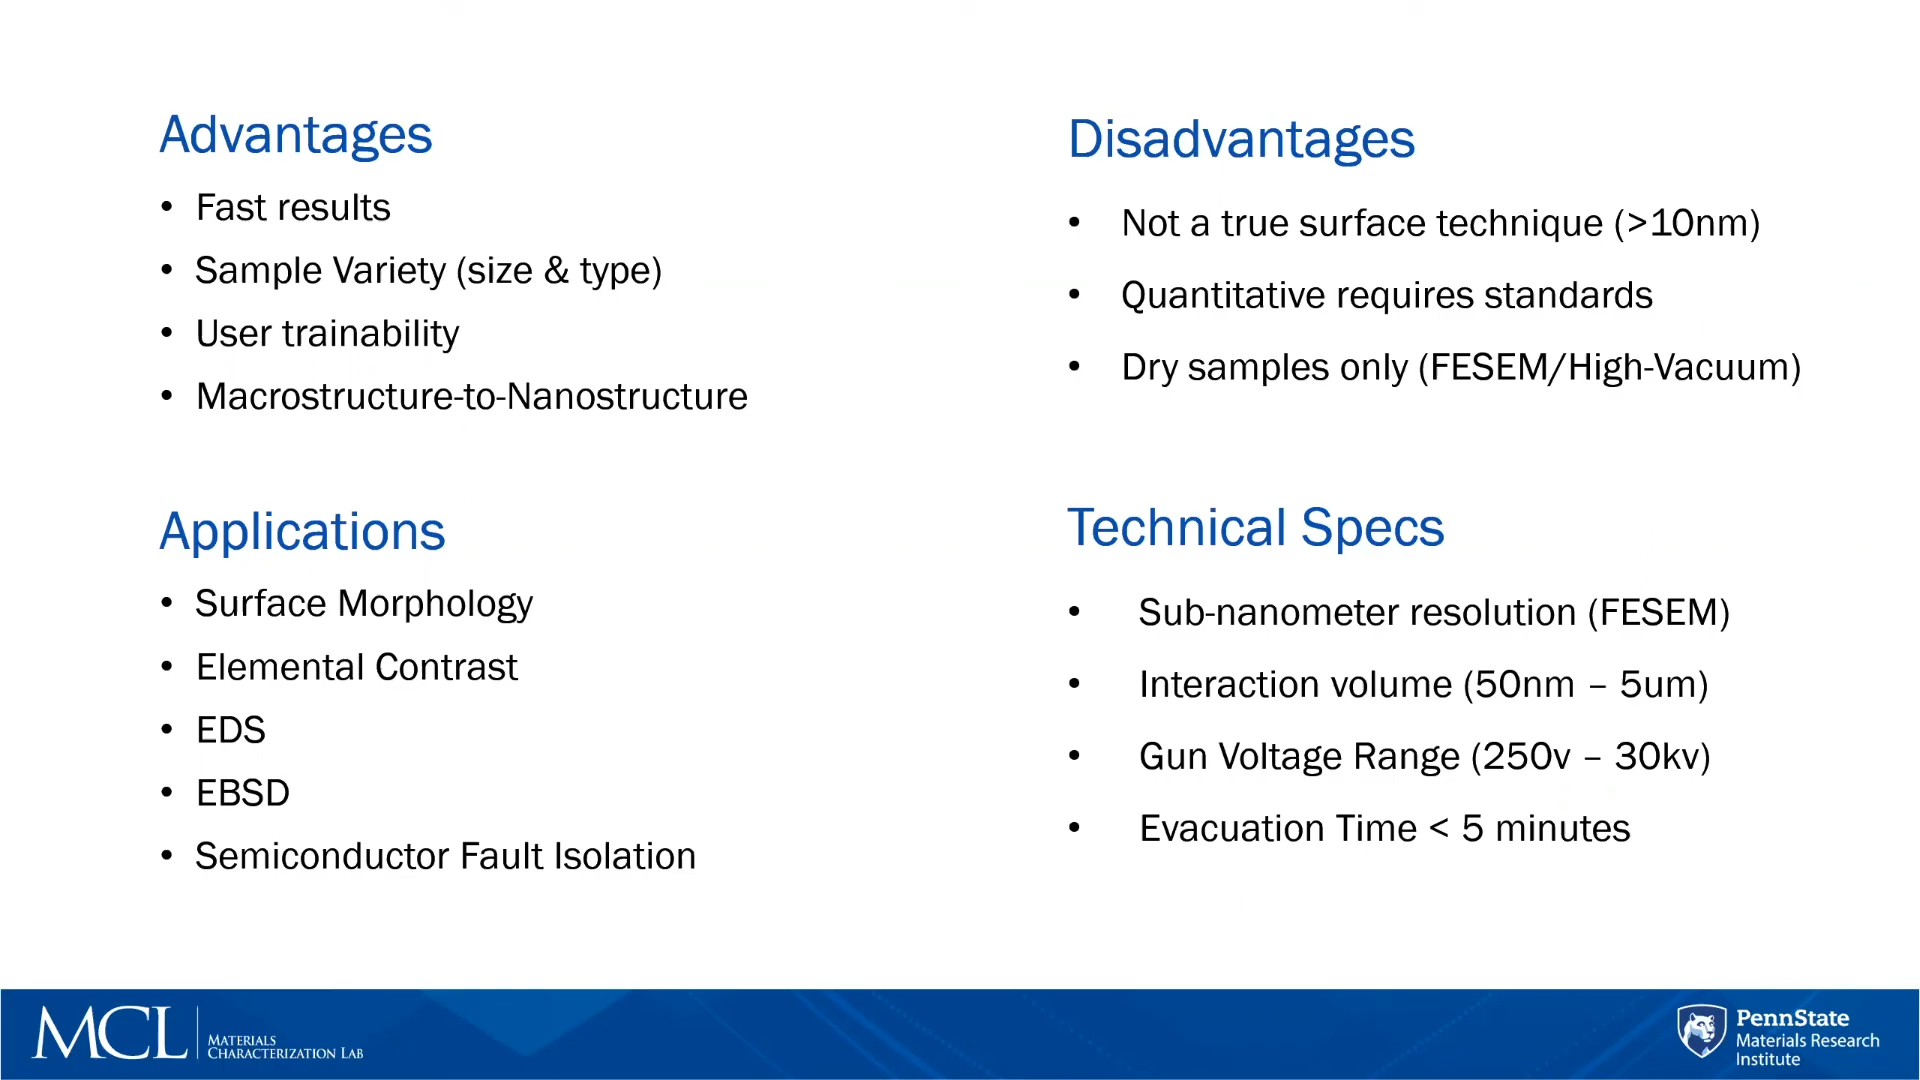 Advantages
• Fast results
• Sample Variety (size & type)
• User trainability
• Macrostructure-to-Nanostructure
Disadvantages
• Not a true surface technique (>10nm)
• Quantitative requires standards
• Dry samples only (FESEM/High-Vacuum)
Applications
• Surface Morphology
• Elemental Contrast
• EDS
• EBSD
• Semiconductor Fault Isolation
Technical Specs
• Sub-nanometer resolution (FESEM)
• Interaction volume (50nm – 5um)
• Gun Voltage Range (250v – 30kv)
• Evacuation Time < 5 minutes
MCL
MATERIALS
CHARACTERIZATION LAB
PennState
Materials Research
Institute